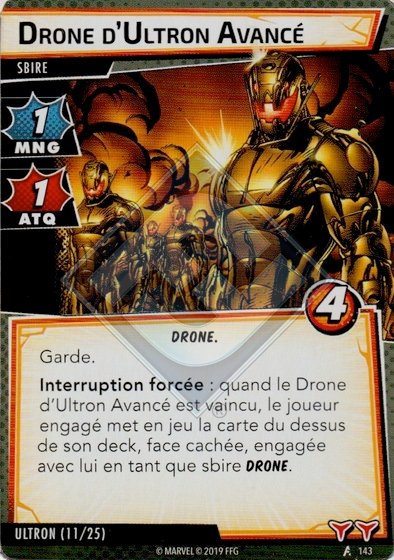 Drone d'Ultron Avancé
SBIRE
1
MNG
1
ATQ
4
DRONE.
Garde.
Interruption forcée : quand le Drone
d'Ultron Avancé est vaincu, le joueur
engagé met en jeu la carte du dessus
de son deck, face cachée, engagée
avec lui en tant que sbire DRONE.
®
ULTRON (11/25)
© MARVEL © 2019 FFG
143